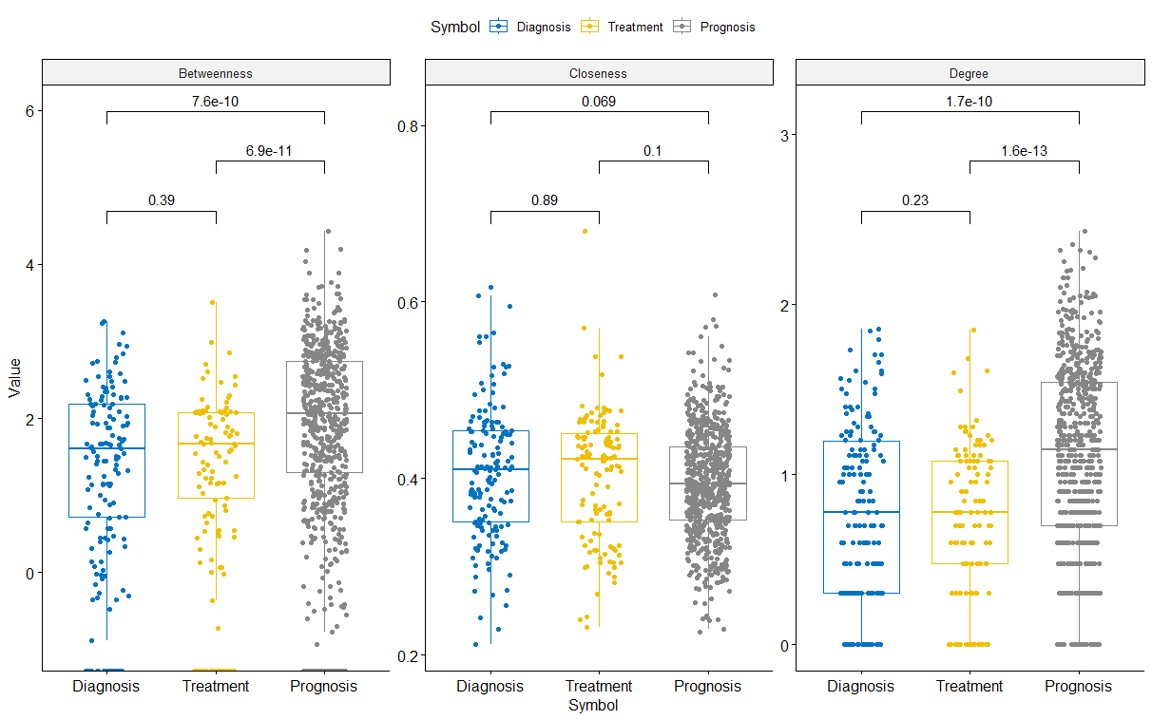 Symbol Diagnosis Treatment Prognosis
Betweenness Closeness Degree
7.6e-10 0.069 1.7e-10
6.9e-11 0.1 1.6e-13
0.39 0.89 0.23
Value
6
4
2
0
0.8
0.6
0.4
0.2
3
2
1
0
Diagnosis Treatment Prognosis Diagnosis Treatment Prognosis Diagnosis Treatment Prognosis
Symbol